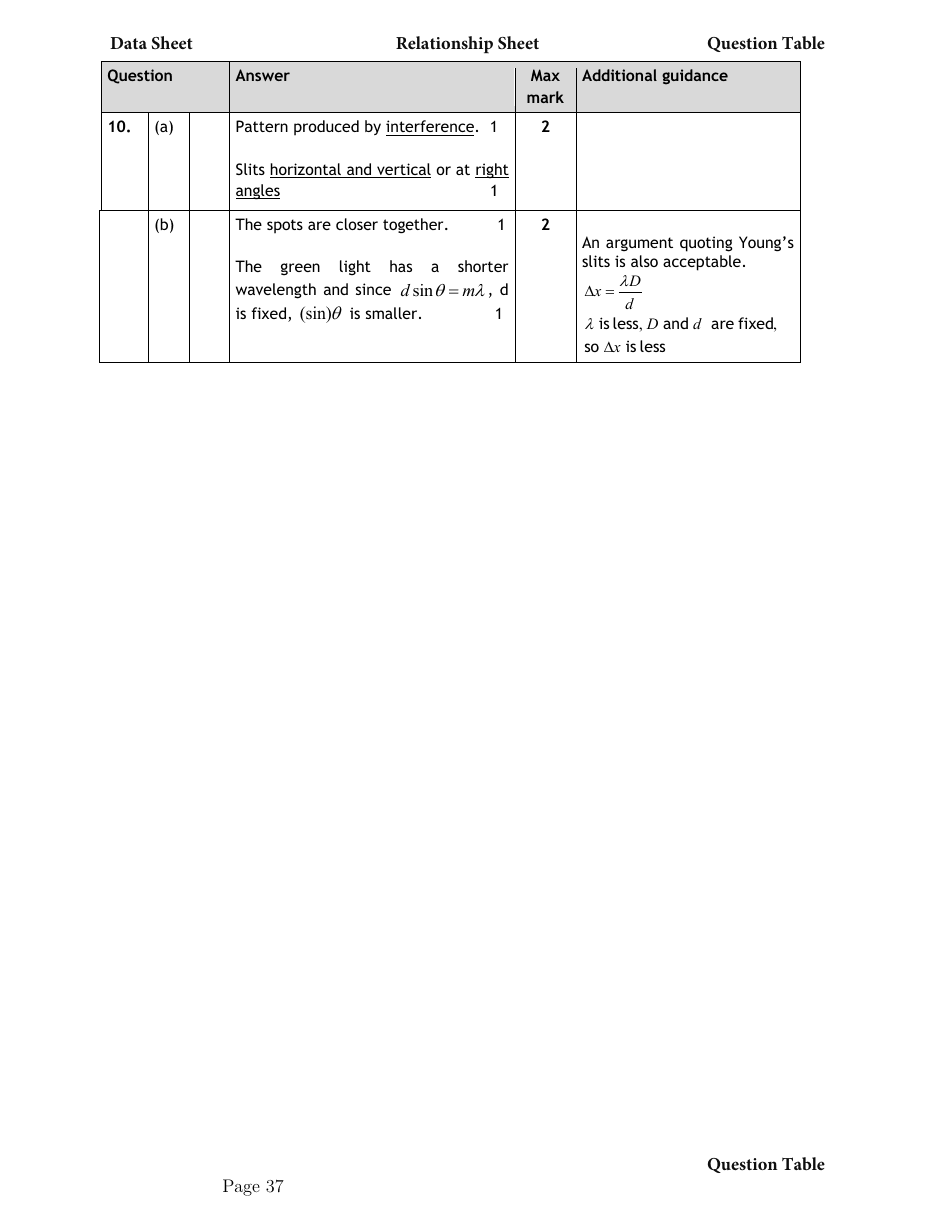 Data Sheet Relationship Sheet Question Table
Question Answer Max mark Additional guidance
10. (a) Pattern produced by interference. 1 2
Slits horizontal and vertical or at right
angles 1
(b) The spots are closer together. 1 2
The green light has a shorter
wavelength and since d sin θ = mλ , d
is fixed, (sin)θ is smaller. 1
An argument quoting Young’s
slits is also acceptable.
Δx = λD/d
λ is less, D and d are fixed,
so Δx is less
Question Table
Page 37